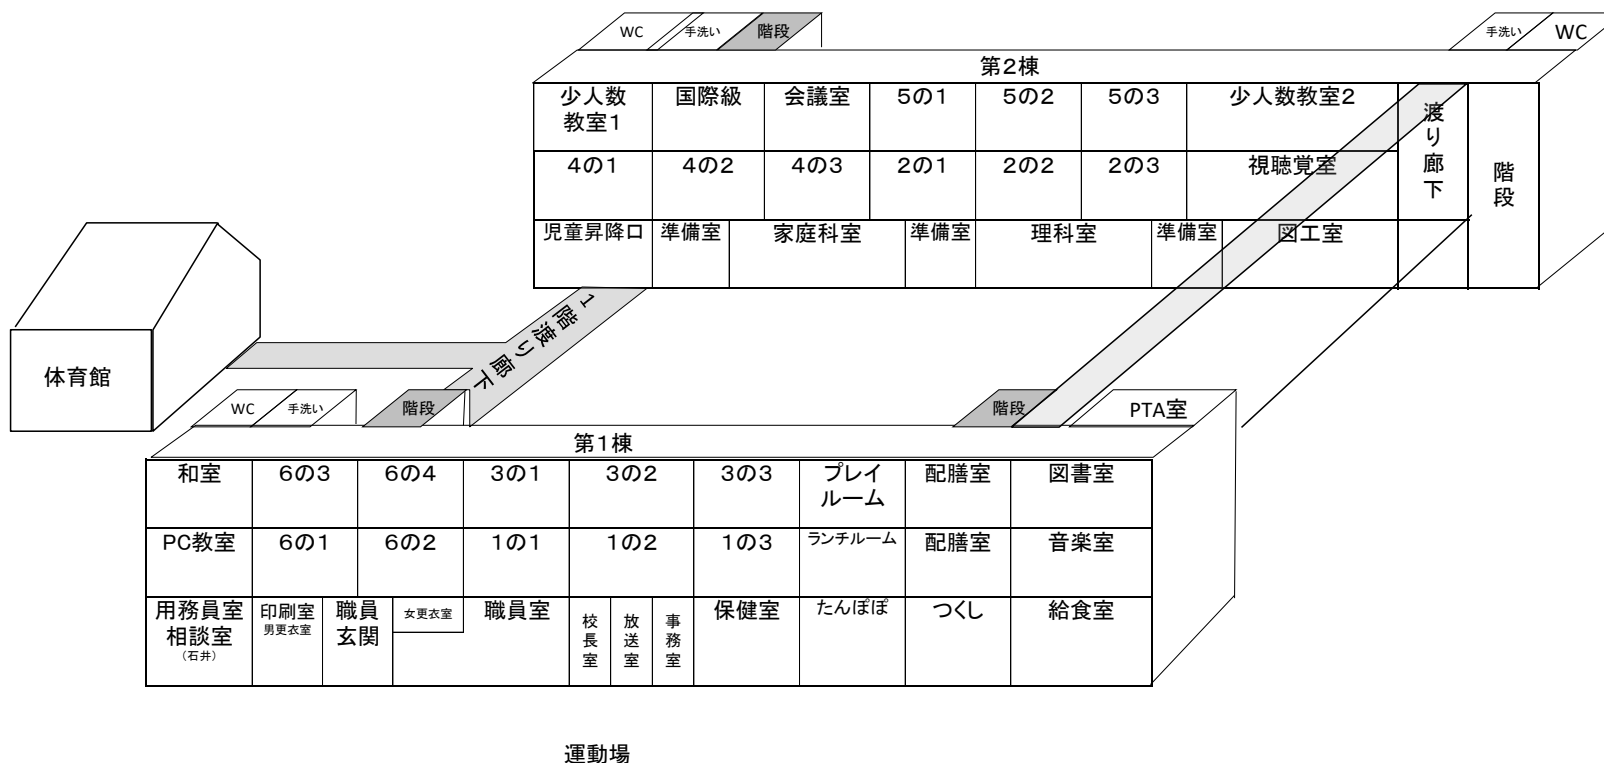 WC
手洗い
階段
手洗い
WC
第2棟
少人数
教室1
国際級
会議室
5の1
5の2
5の3
少人数教室2
渡り廊下
階段
4の1
4の2
4の3
2の1
2の2
2の3
視聴覚室
児童昇降口
準備室
家庭科室
準備室
理科室
準備室
図工室
1階渡り廊下
体育館
WC
手洗い
階段
階段
PTA室
第1棟
和室
6の3
6の4
3の1
3の2
3の3
プレイ
ルーム
配膳室
図書室
PC教室
6の1
6の2
1の1
1の2
1の3
ランチルーム
配膳室
音楽室
用務員室
相談室
(石井)
印刷室
男更衣室
職員
玄関
女更衣室
職員室
校長室
放送室
事務室
保健室
たんぽぽ
つくし
給食室
運動場